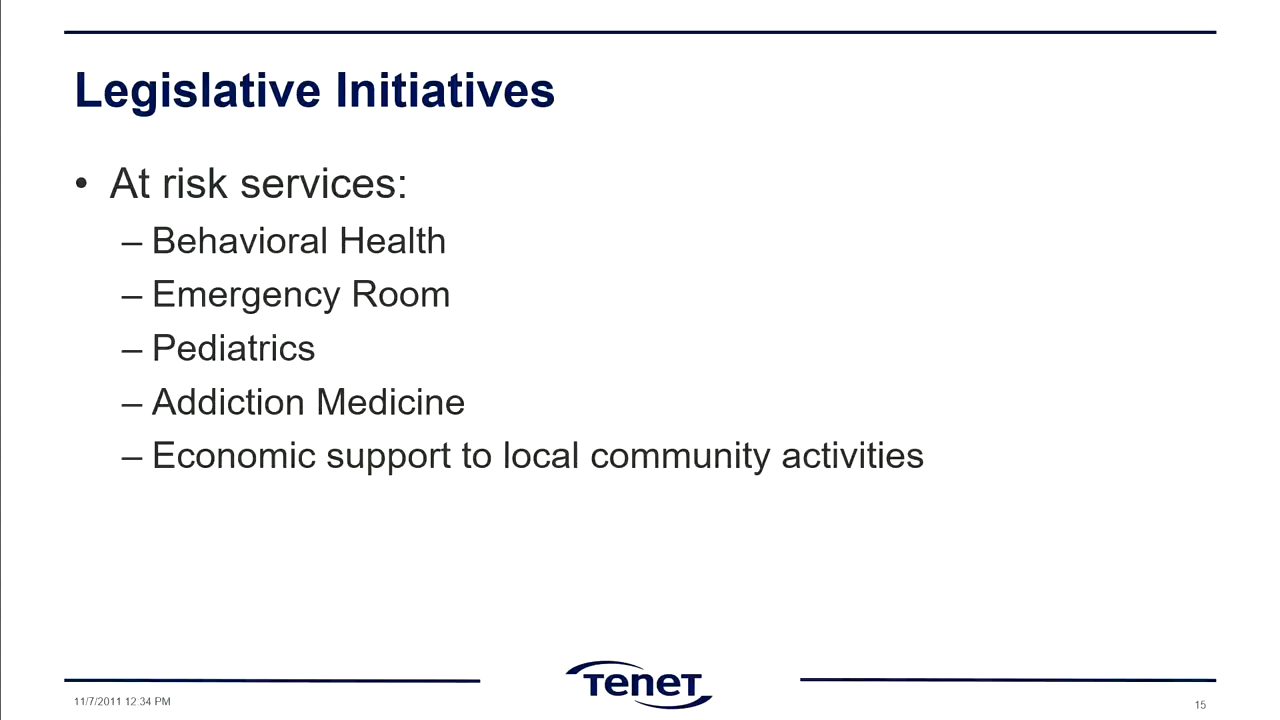 Legislative Initiatives
• At risk services:
– Behavioral Health
– Emergency Room
– Pediatrics
– Addiction Medicine
– Economic support to local community activities
TENET
11/7/2011 12:34 PM
15